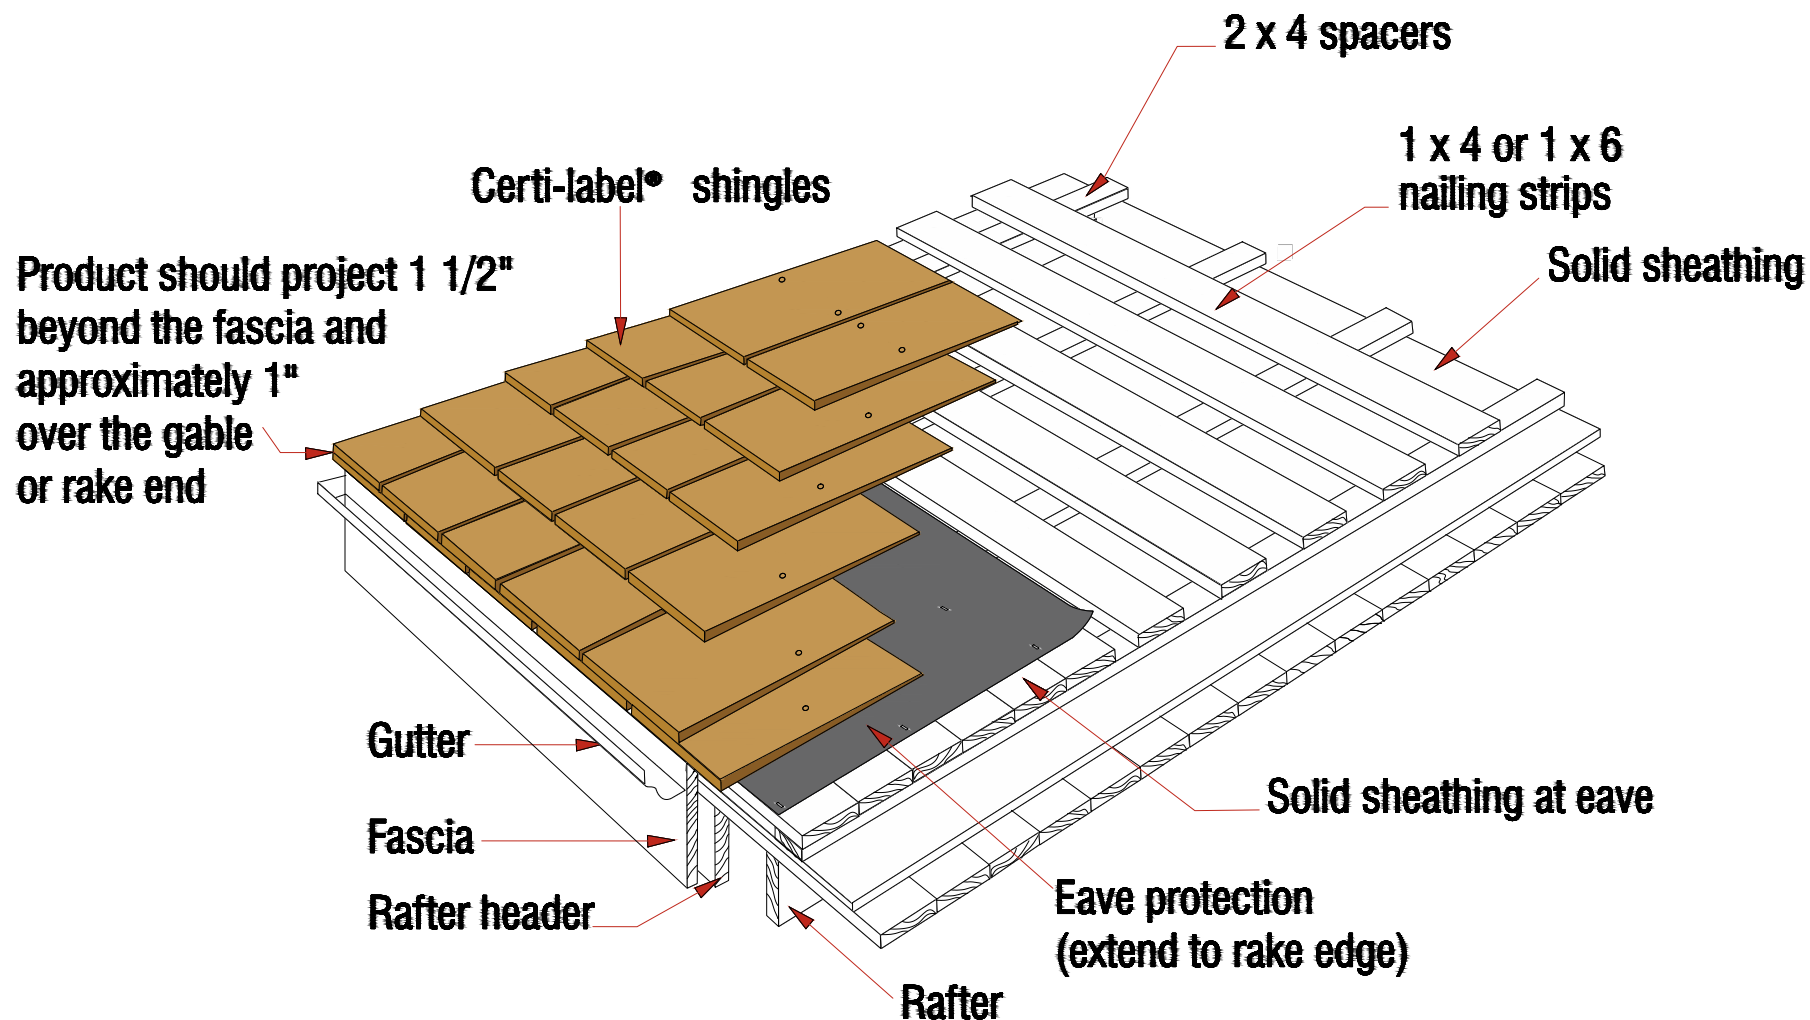 2 x 4 spacers
1 x 4 or 1 x 6
nailing strips
Certi-label® shingles
Solid sheathing
Product should project 1 1/2"
beyond the fascia and
approximately 1"
over the gable
or rake end
Gutter
Solid sheathing at eave
Fascia
Rafter header
Eave protection
(extend to rake edge)
Rafter